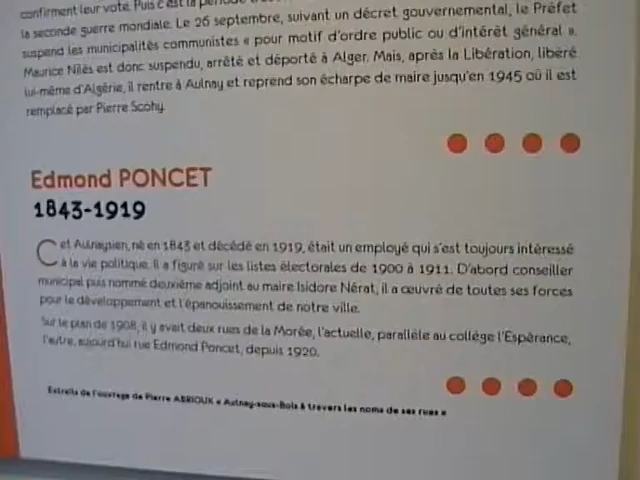 confirment leur vote. Puis c'est la période
la seconde guerre mondiale. Le 26 septembre, suivant un décret gouvernemental, le Préfet
suspend les municipalités communistes « pour motif d'ordre public ou d'intérêt général ».
Maurice Nilès est donc suspendu, arrêté et déporté à Alger. Mais, après la Libération, libéré
lui-même d'Algérie, il rentre à Aulnay et reprend son écharpe de maire jusqu'en 1945 où il est
remplacé par Pierre Scohy.
Edmond PONCET
1843-1919
Cet Aulnaysien, né en 1843 et décédé en 1919, était un employé qui s'est toujours intéressé
à la vie politique. Il a figuré sur les listes électorales de 1900 à 1911. D'abord conseiller
municipal puis nommé deuxième adjoint au maire Isidore Nérat, il a œuvré de toutes ses forces
pour le développement et l'épanouissement de notre ville.
Sur le plan de 1908, il y avait deux rues de la Morée, l'actuelle, parallèle au collège l'Espérance,
l'autre, aujourd'hui rue Edmond Poncet, depuis 1920.
Extraits de l'ouvrage de Pierre ABRIOUX « Aulnay-sous-Bois à travers les noms de ses rues »